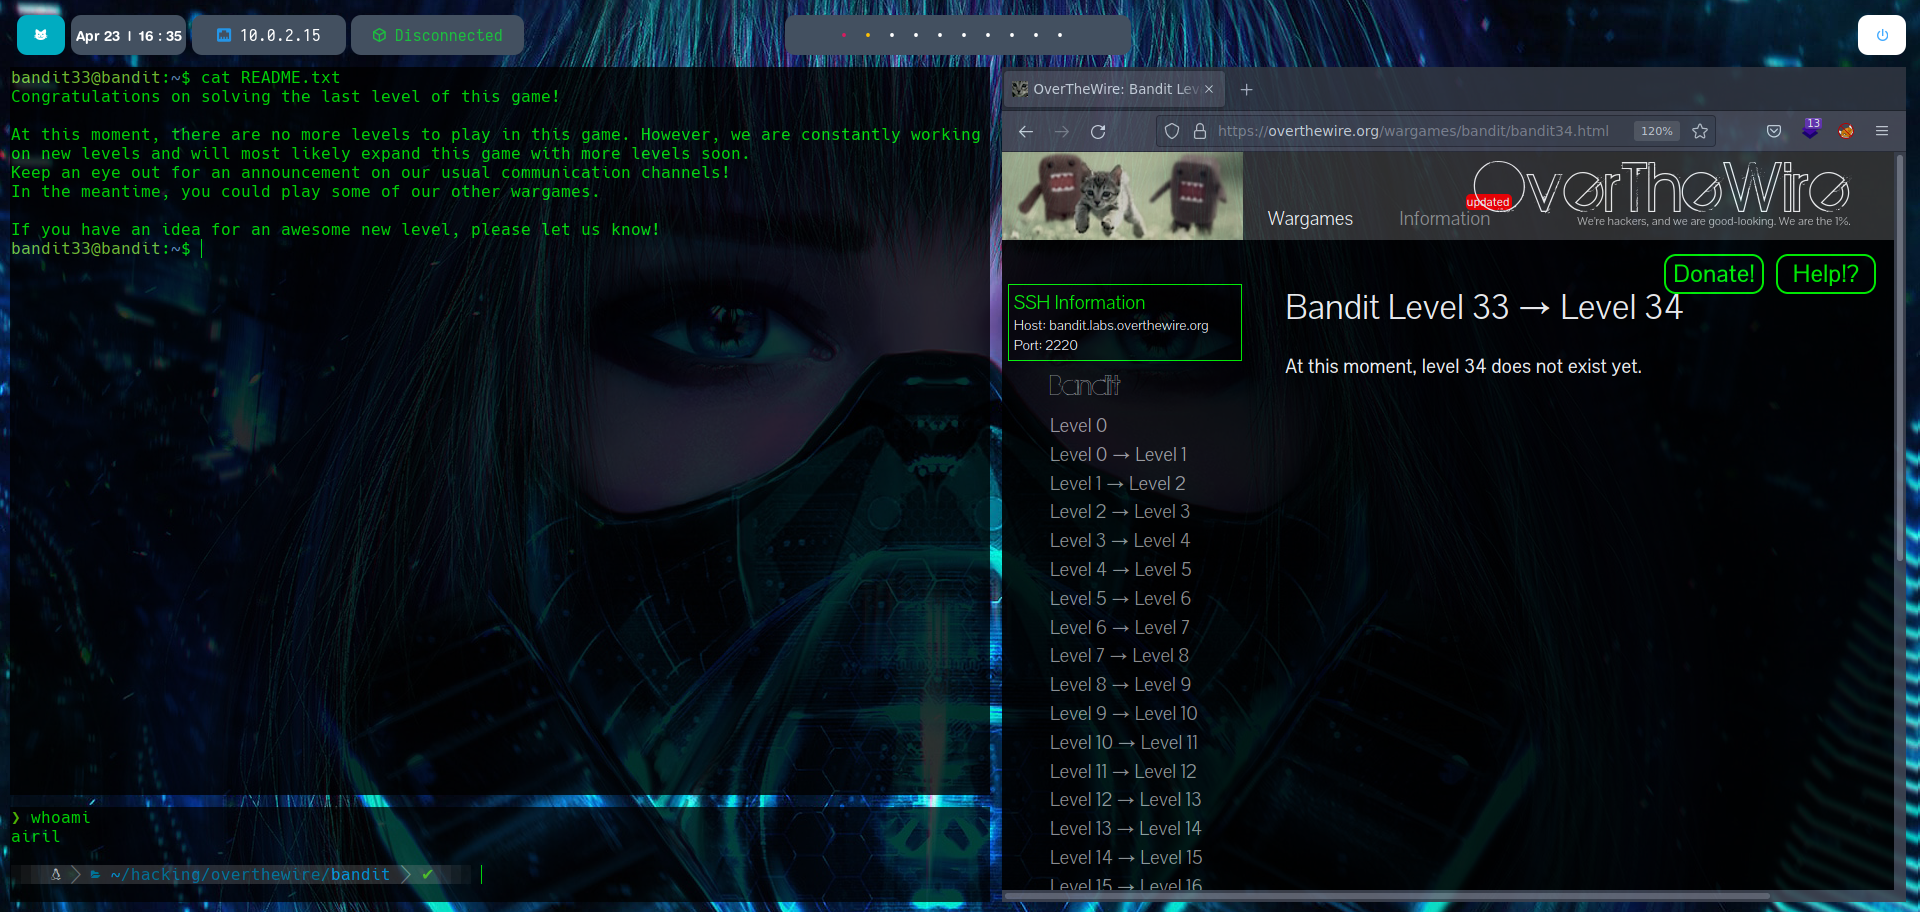 Apr 23 | 16 : 35
10.0.2.15
Disconnected
bandit33@bandit:~$ cat README.txt
Congratulations on solving the last level of this game!
At this moment, there are no more levels to play in this game. However, we are constantly working
on new levels and will most likely expand this game with more levels soon.
Keep an eye out for an announcement on our usual communication channels!
In the meantime, you could play some of our other wargames.
If you have an idea for an awesome new level, please let us know!
bandit33@bandit:~$
❯ whoami
airil
~/hacking/overthewire/bandit ✔
OverTheWire: Bandit Lev ×
https://overthewire.org/wargames/bandit/bandit34.html
120%
13
OverTheWire
updated
Wargames
Information
We're hackers, and we are good-looking. We are the 1%.
Donate!
Help!?
SSH Information
Host: bandit.labs.overthewire.org
Port: 2220
Bandit
Level 0
Level 0 → Level 1
Level 1 → Level 2
Level 2 → Level 3
Level 3 → Level 4
Level 4 → Level 5
Level 5 → Level 6
Level 6 → Level 7
Level 7 → Level 8
Level 8 → Level 9
Level 9 → Level 10
Level 10 → Level 11
Level 11 → Level 12
Level 12 → Level 13
Level 13 → Level 14
Level 14 → Level 15
Level 15 → Level 16
Bandit Level 33 → Level 34
At this moment, level 34 does not exist yet.